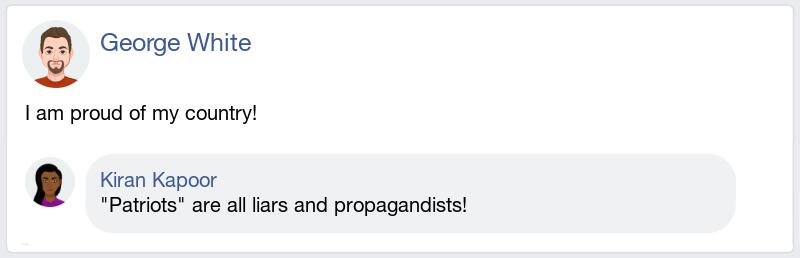 George White
I am proud of my country!
Kiran Kapoor
"Patriots" are all liars and propagandists!